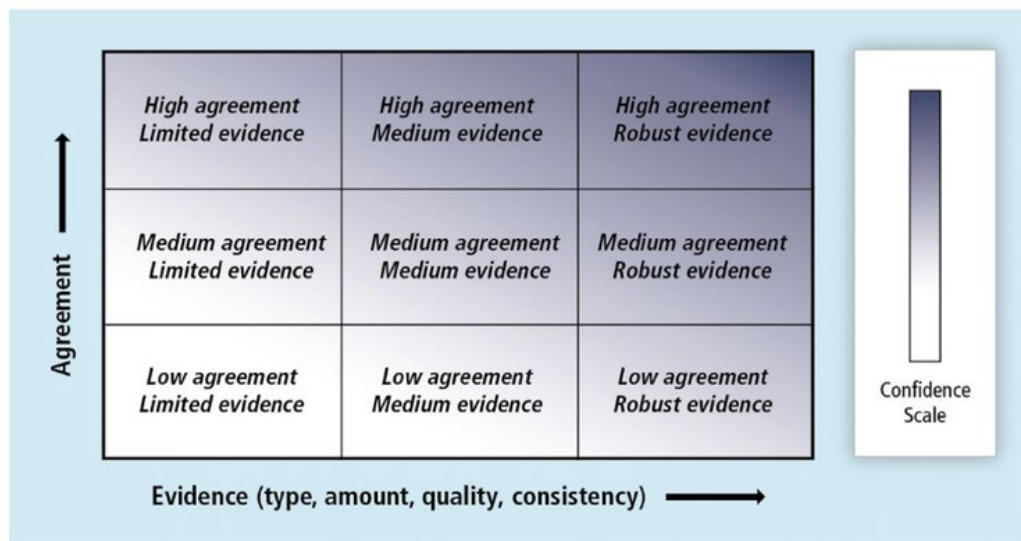 High agreement
Limited evidence
High agreement
Medium evidence
High agreement
Robust evidence
Medium agreement
Limited evidence
Medium agreement
Medium evidence
Medium agreement
Robust evidence
Low agreement
Limited evidence
Low agreement
Medium evidence
Low agreement
Robust evidence
Agreement
Evidence (type, amount, quality, consistency)
Confidence
Scale